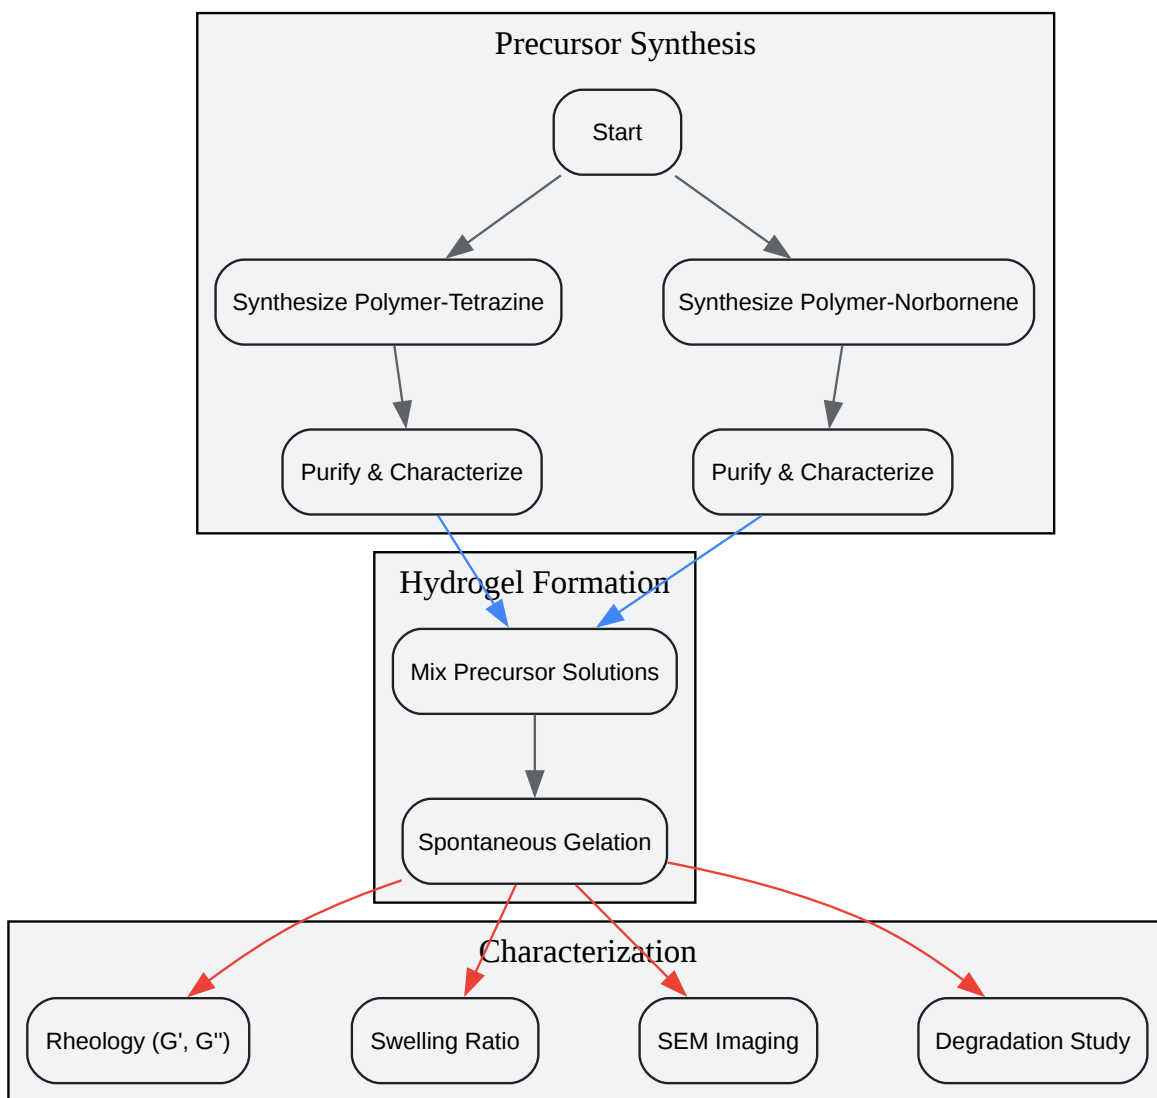 Precursor Synthesis
Start
Synthesize Polymer-Tetrazine
Synthesize Polymer-Norbornene
Purify & Characterize
Purify & Characterize
Hydrogel Formation
Mix Precursor Solutions
Spontaneous Gelation
Characterization
Rheology (G', G'')
Swelling Ratio
SEM Imaging
Degradation Study